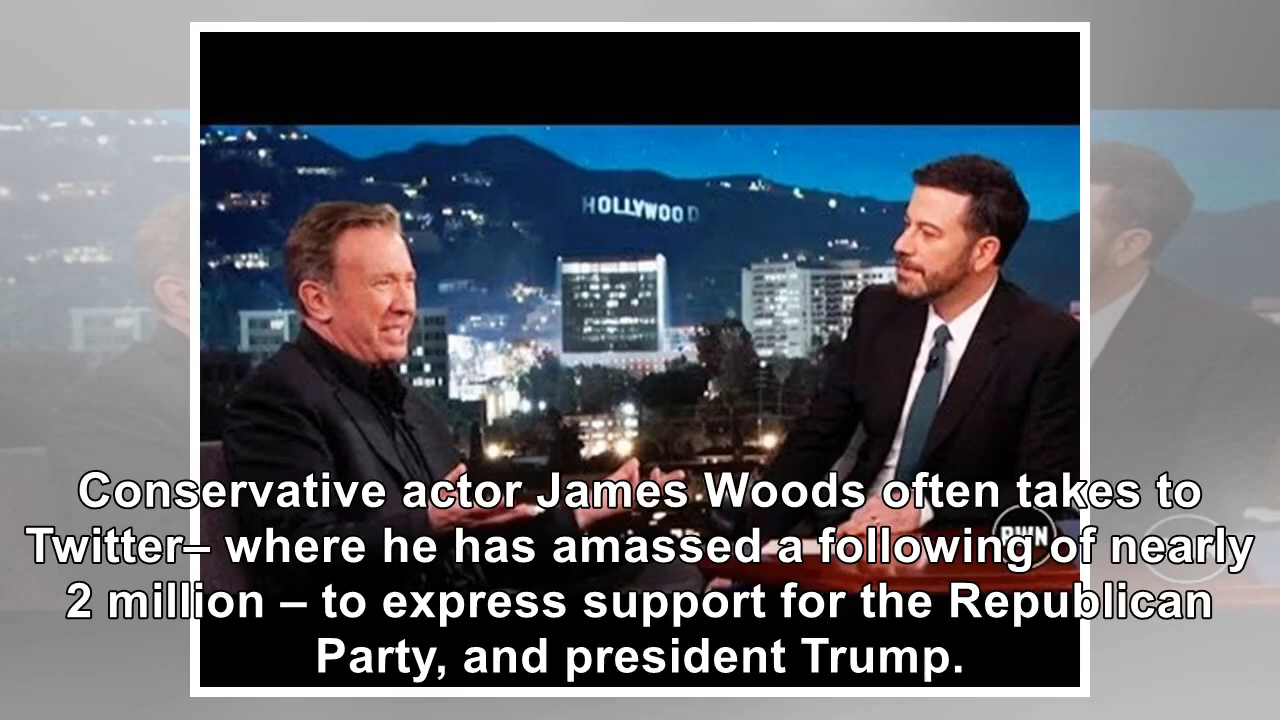 HOLLYWOOD
Conservative actor James Woods often takes to
Twitter– where he has amassed a following of nearly
2 million – to express support for the Republican
Party, and president Trump.